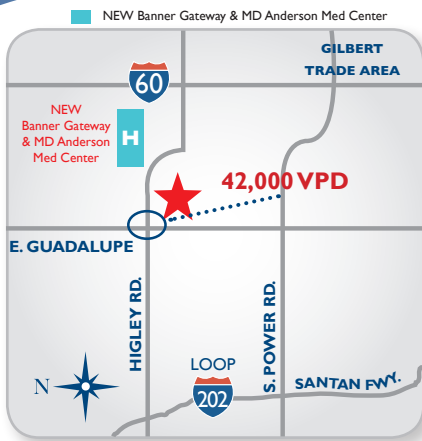 NEW Banner Gateway & MD Anderson Med Center
GILBERT
TRADE AREA
60
NEW
Banner Gateway
& MD Anderson
Med Center
H
42,000 VPD
E. GUADALUPE
HIGLEY RD.
S. POWER RD.
LOOP
202
SANTAN FWY.
N